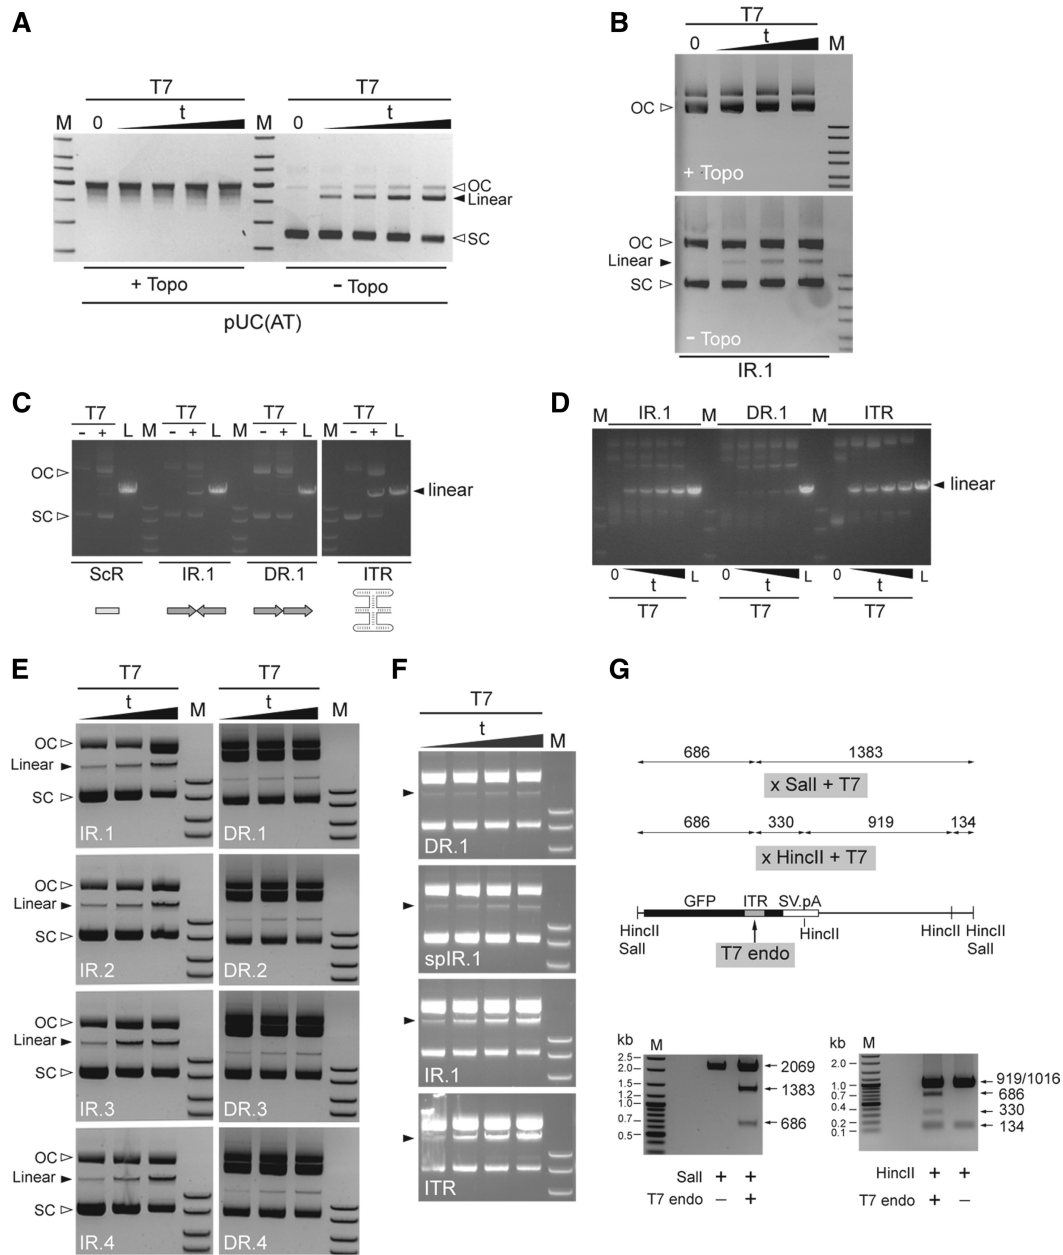 A
T7
T7
t
t
M
0
M
0
OC
Linear
SC
+ Topo
− Topo
pUC(AT)
B
T7
t
0
M
OC
+ Topo
OC
Linear
SC
− Topo
IR.1
C
T7
T7
T7
T7
− + L M − + L M − + L M − + L
OC
SC
linear
ScR
IR.1
DR.1
ITR
D
M IR.1 M DR.1 M ITR
linear
0 L 0 L 0 L
t
t
t
T7
T7
T7
E
T7
T7
t
t
M
M
OC
Linear
SC
IR.1
DR.1
OC
Linear
SC
IR.2
DR.2
OC
Linear
SC
IR.3
DR.3
OC
Linear
SC
IR.4
DR.4
F
T7
t
M
DR.1
spIR.1
IR.1
ITR
G
686
1383
x SalI + T7
686
330
919
134
x HincII + T7
GFP
ITR
SV.pA
HincII
SalI
HincII
HincII
HincII
SalI
T7 endo
kb
M
2.5
2.0
1.5
1.2
1.0
0.7
0.5
2069
1383
686
SalI + +
T7 endo − +
kb
M
2.0
1.0
0.7
0.4
0.2
0.1
919/1016
686
330
134
HincII + +
T7 endo + −